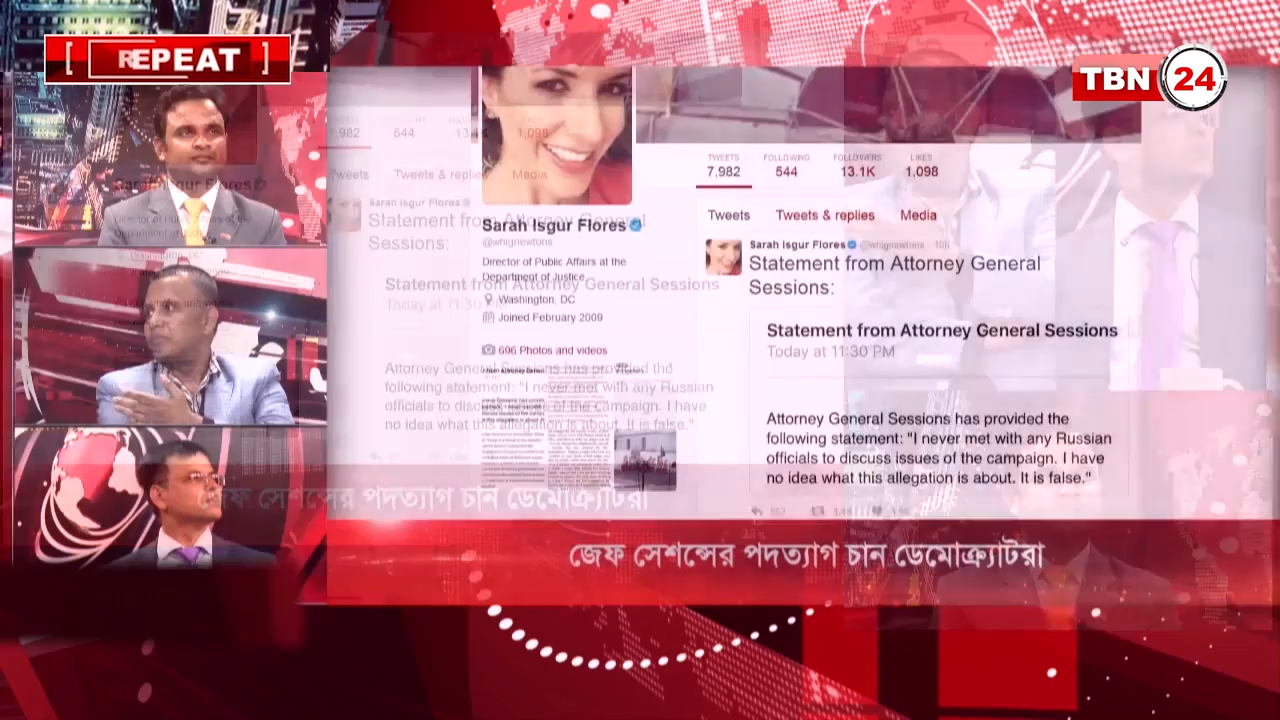 [ REPEAT ]
TBN 24
TWEETS FOLLOWING FOLLOWERS LIKES
7,982 544 13.1K 1,098
Tweets Tweets & replies Media
Sarah Isgur Flores
@whignewtons
Director of Public Affairs at the
Department of Justice
Washington, DC
Joined February 2009
696 Photos and videos
Sarah Isgur Flores @whignewtons
Statement from Attorney General
Sessions:
Statement from Attorney General Sessions
Today at 11:30 PM
Attorney General Sessions has provided the
following statement: "I never met with any Russian
officials to discuss issues of the campaign. I have
no idea what this allegation is about. It is false."
জেফ সেশন্সের পদত্যাগ চান ডেমোক্র্যাটরা